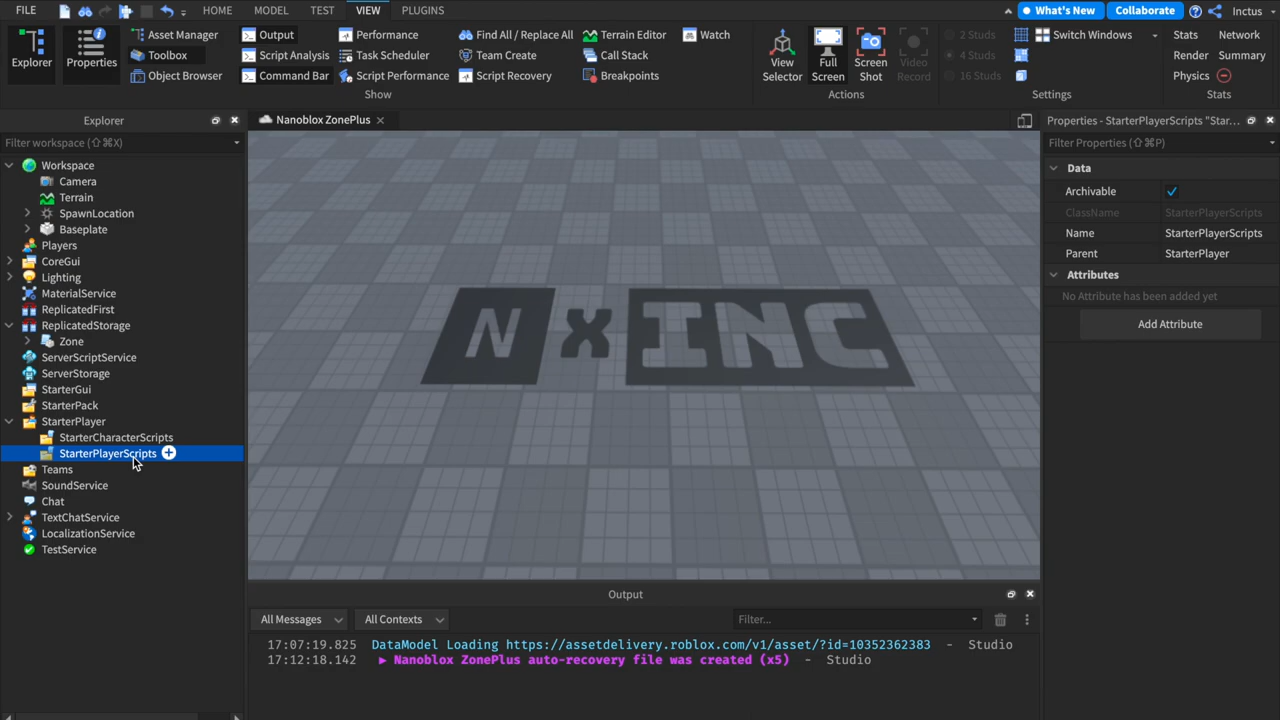 FILE
HOME
MODEL
TEST
VIEW
PLUGINS
What's New
Collaborate
Inctus
Explorer
Properties
Asset Manager
Toolbox
Object Browser
Output
Script Analysis
Command Bar
Performance
Task Scheduler
Script Performance
Find All / Replace All
Team Create
Script Recovery
Terrain Editor
Call Stack
Breakpoints
Watch
Show
View Selector
Full Screen
Screen Shot
Video Record
Actions
2 Studs
4 Studs
16 Studs
Switch Windows
Settings
Stats
Network
Render
Summary
Physics
Stats
Explorer
Filter workspace (⇧⌘X)
Workspace
Camera
Terrain
SpawnLocation
Baseplate
Players
CoreGui
Lighting
MaterialService
ReplicatedFirst
ReplicatedStorage
Zone
ServerScriptService
ServerStorage
StarterGui
StarterPack
StarterPlayer
StarterCharacterScripts
StarterPlayerScripts
Teams
SoundService
Chat
TextChatService
LocalizationService
TestService
Nanoblox ZonePlus
N x INC
Output
All Messages
All Contexts
Filter...
17:07:19.825 DataModel Loading https://assetdelivery.roblox.com/v1/asset/?id=10352362383 - Studio
17:12:18.142 ▶ Nanoblox ZonePlus auto-recovery file was created (x5) - Studio
Properties - StarterPlayerScripts "Star...
Filter Properties (⇧⌘P)
Data
Archivable
ClassName StarterPlayerScripts
Name StarterPlayerScripts
Parent StarterPlayer
Attributes
No Attribute has been added yet
Add Attribute